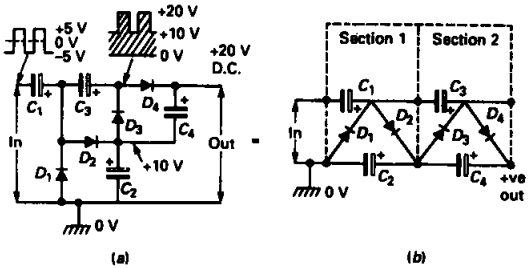 +5 V
0 V
−5 V
+20 V
+10 V
0 V
+20 V
D.C.
C1
C3
D4
D3
C4
In
D2
+10 V
Out
D1
C2
0 V
(a)
=
Section 1
Section 2
C1
C3
In
D1
D2
D3
D4
C2
C4
+ve
out
0 V
(b)